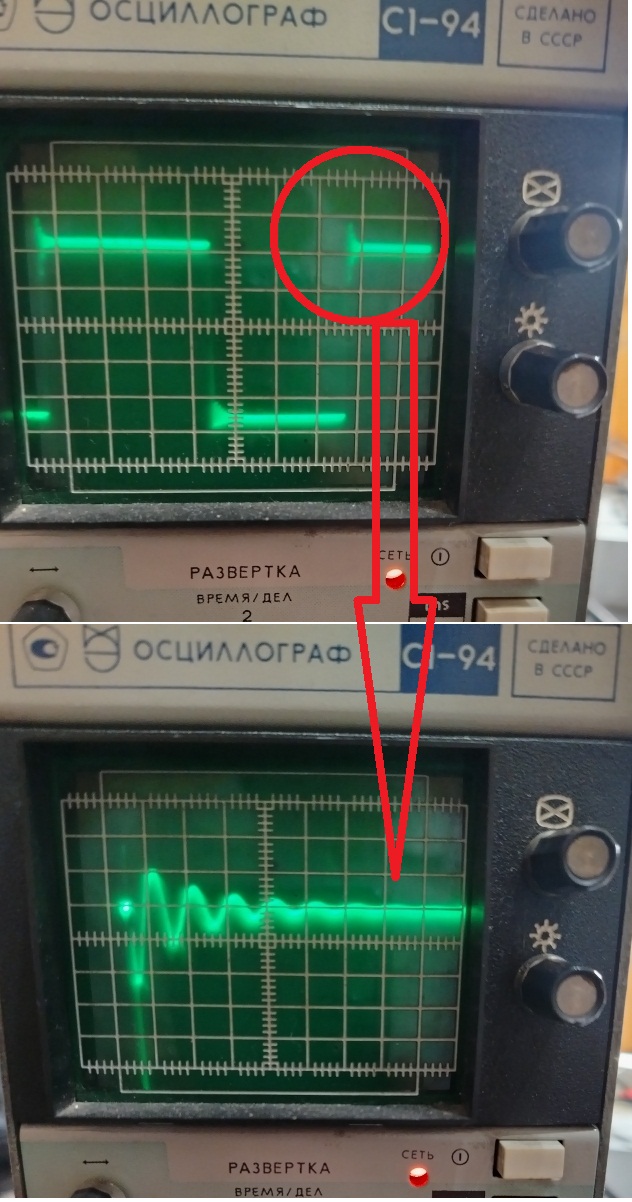 ОСЦИЛЛОГРАФ С1-94 СДЕЛАНО
В СССР
СЕТЬ
РАЗВЕРТКА
ВРЕМЯ/ДЕЛ
2
ms
ОСЦИЛЛОГРАФ С1-94 СДЕЛАНО
В СССР
СЕТЬ
РАЗВЕРТКА
ВРЕМЯ/ДЕЛ